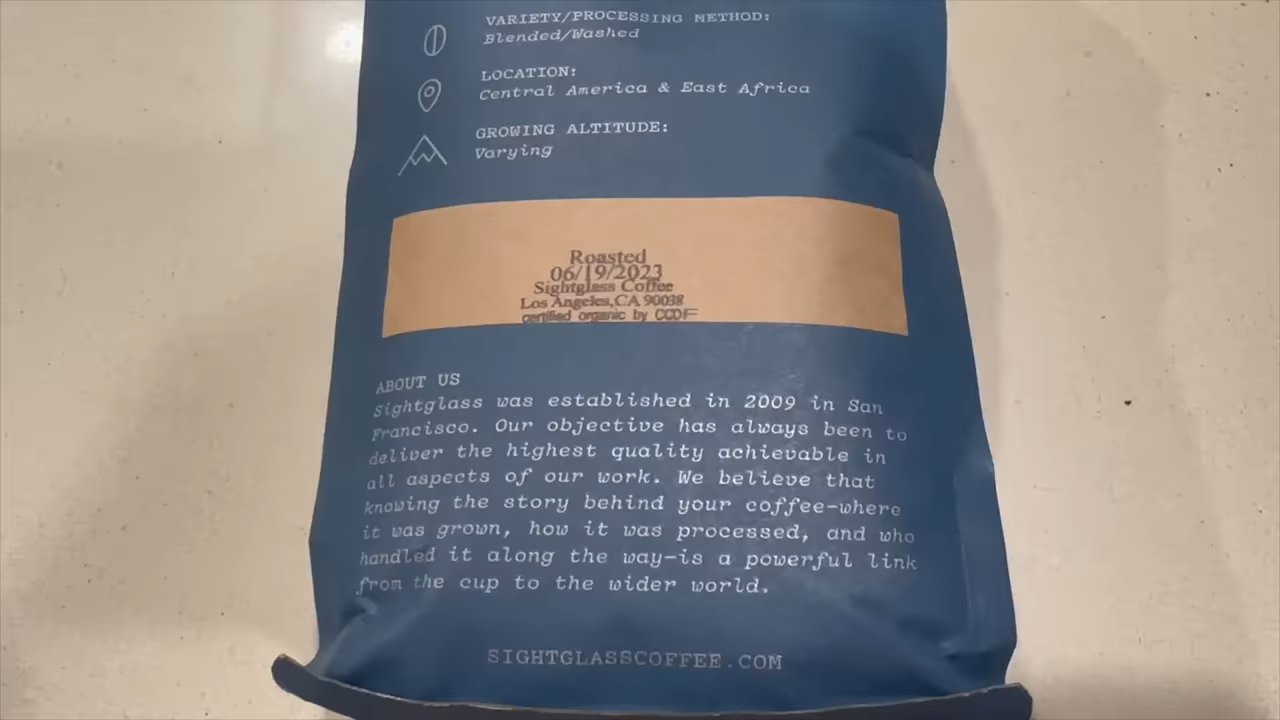 VARIETY/PROCESSING METHOD:
Blended/Washed
LOCATION:
Central America & East Africa
GROWING ALTITUDE:
Varying
Roasted
06/19/2023
Sightglass Coffee
Los Angeles,CA 90038
certified organic by CCOF
ABOUT US
Sightglass was established in 2009 in San
Francisco. Our objective has always been to
deliver the highest quality achievable in
all aspects of our work. We believe that
knowing the story behind your coffee—where
it was grown, how it was processed, and who
handled it along the way—is a powerful link
from the cup to the wider world.
SIGHTGLASSCOFFEE.COM